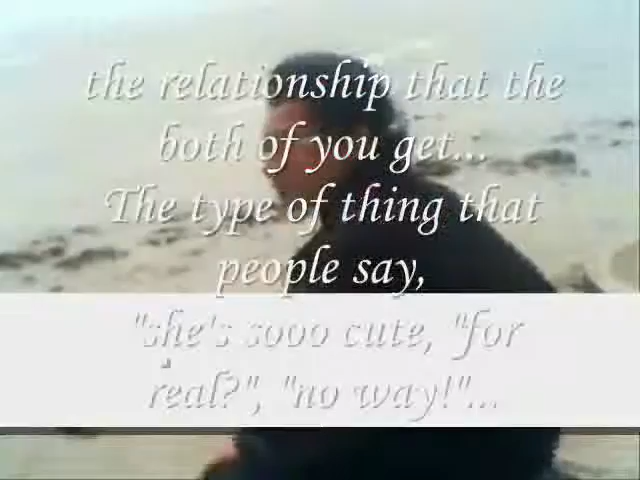 the relationship that the
both of you get...
The type of thing that
people say,
"she's sooo cute, "for
real?", "no way!"...